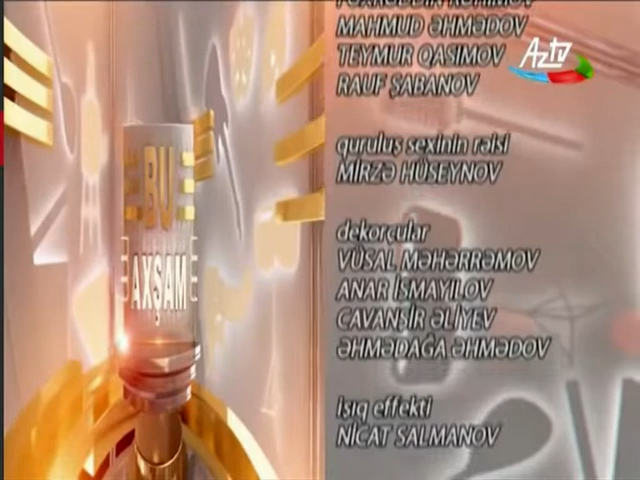 MAHMUD ƏHMƏDOV
TEYMUR QASIMOV
RAUF ŞABANOV
AzTV
quruluş sexinin rəisi
MİRZƏ HÜSEYNOV
dekorçular
VÜSAL MƏHƏRRƏMOV
ANAR İSMAYILOV
CAVANŞİR ƏLİYEV
ƏHMƏDAĞA ƏHMƏDOV
işıq effekti
NİCAT SALMANOV
BU
AXŞAM